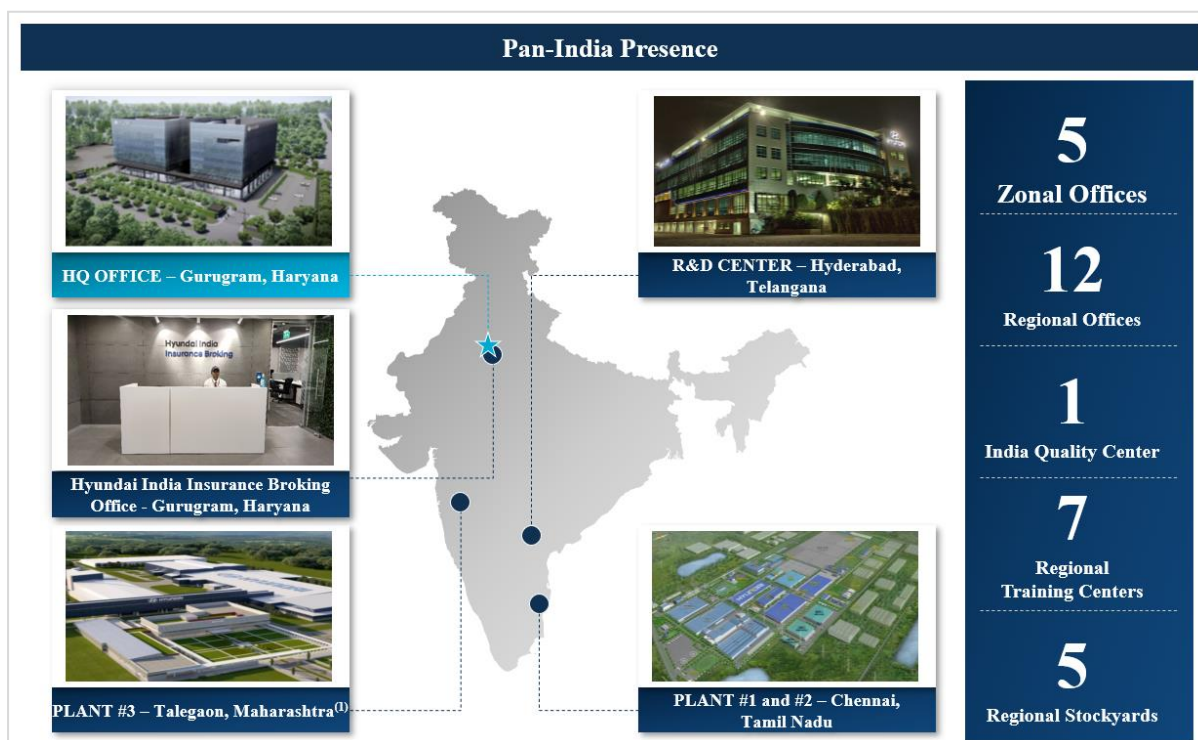 Pan-India Presence
HQ OFFICE – Gurugram, Haryana
Hyundai India
Insurance Broking
Hyundai India Insurance Broking
Office - Gurugram, Haryana
PLANT #3 – Talegaon, Maharashtra(1)
R&D CENTER – Hyderabad,
Telangana
PLANT #1 and #2 – Chennai,
Tamil Nadu
5
Zonal Offices
12
Regional Offices
1
India Quality Center
7
Regional
Training Centers
5
Regional Stockyards